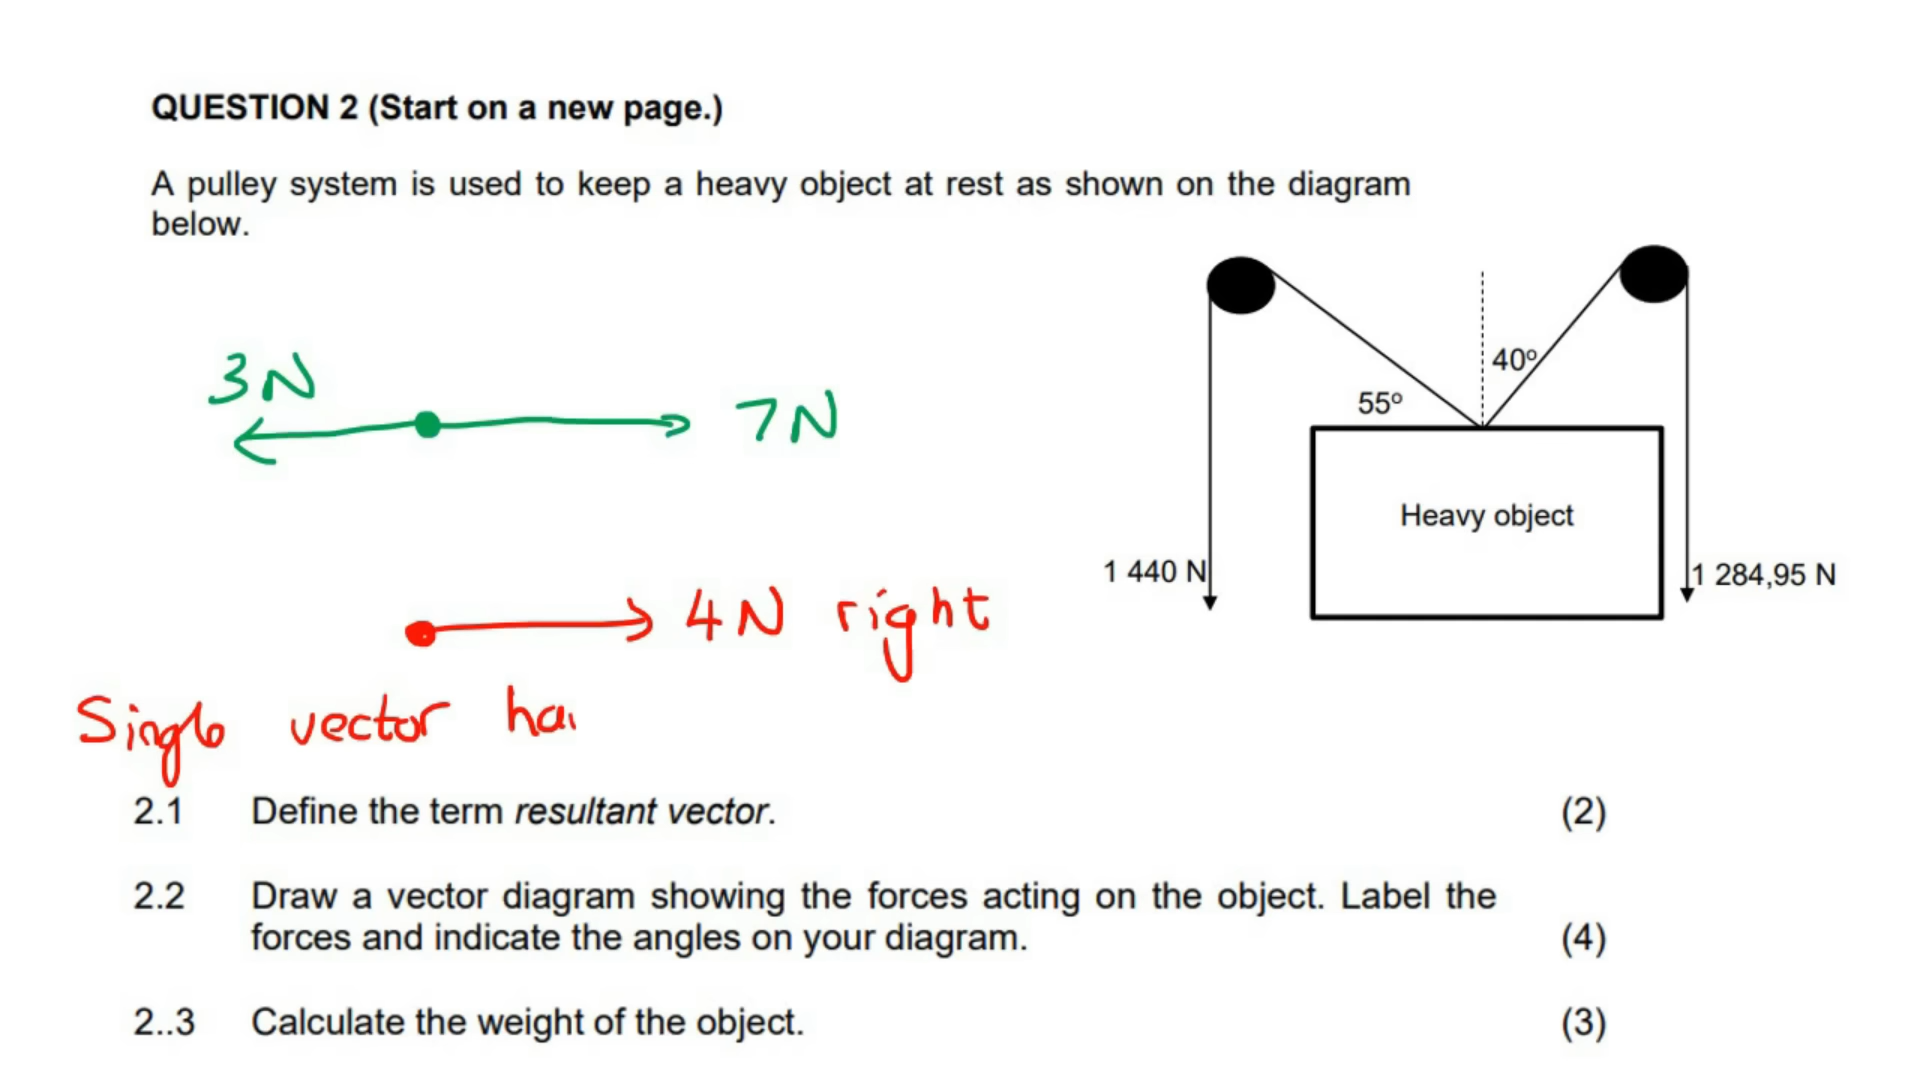 QUESTION 2 (Start on a new page.)
A pulley system is used to keep a heavy object at rest as shown on the diagram
below.
3N
7N
40º
55º
Heavy object
1 440 N
1 284,95 N
4N right
Single vector ha
2.1 Define the term resultant vector. (2)
2.2 Draw a vector diagram showing the forces acting on the object. Label the
forces and indicate the angles on your diagram. (4)
2..3 Calculate the weight of the object. (3)